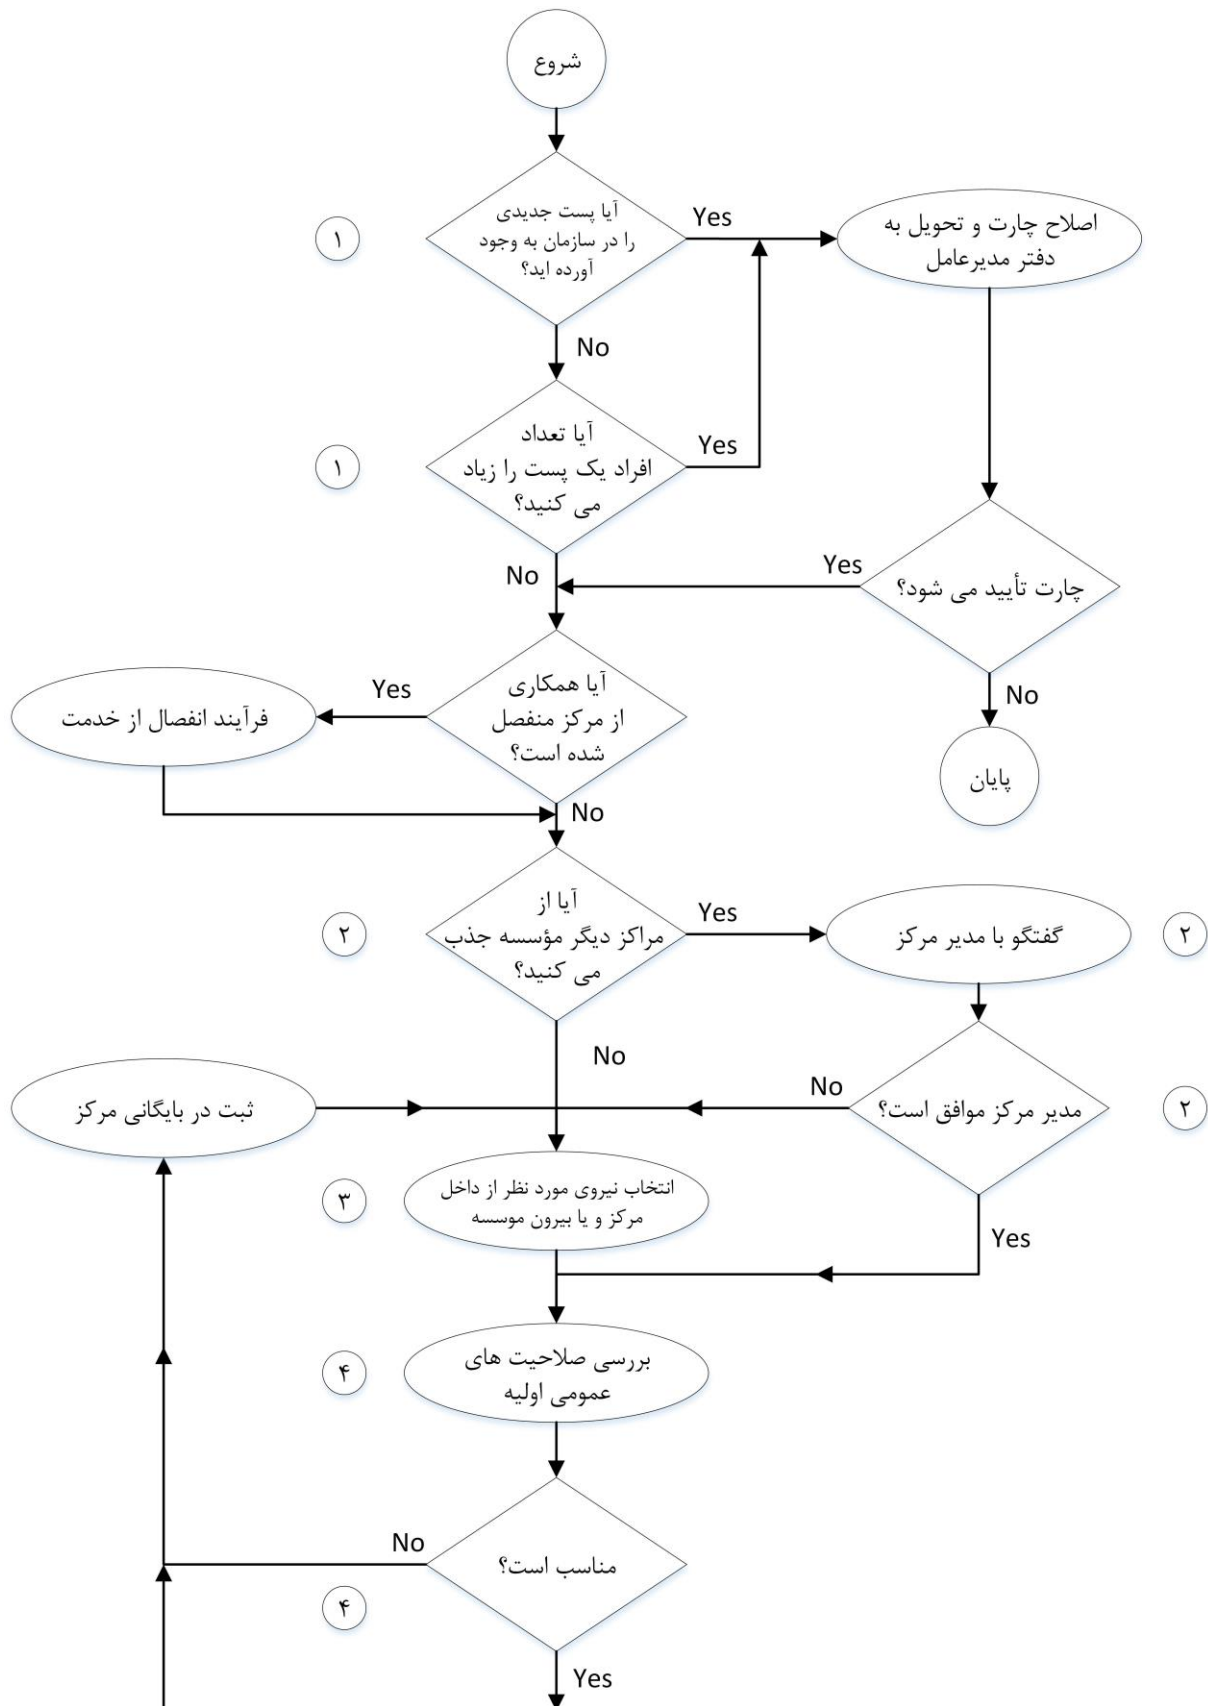 شروع
آیا پست جدیدی
را در سازمان به وجود
آورده اید؟
۱
Yes
اصلاح چارت و تحویل به
دفتر مدیرعامل
No
آیا تعداد
افراد یک پست را زیاد
می کنید؟
۱
Yes
No
Yes
چارت تأیید می شود؟
No
پایان
آیا همکاری
از مرکز منفصل
شده است؟
Yes
فرآیند انفصال از خدمت
No
آیا از
مراکز دیگر مؤسسه جذب
می کنید؟
۲
Yes
گفتگو با مدیر مرکز
۲
No
مدیر مرکز موافق است؟
۲
No
ثبت در بایگانی مرکز
انتخاب نیروی مورد نظر از داخل
مرکز و یا بیرون موسسه
۳
Yes
بررسی صلاحیت های
عمومی اولیه
۴
مناسب است؟
No
۴
Yes